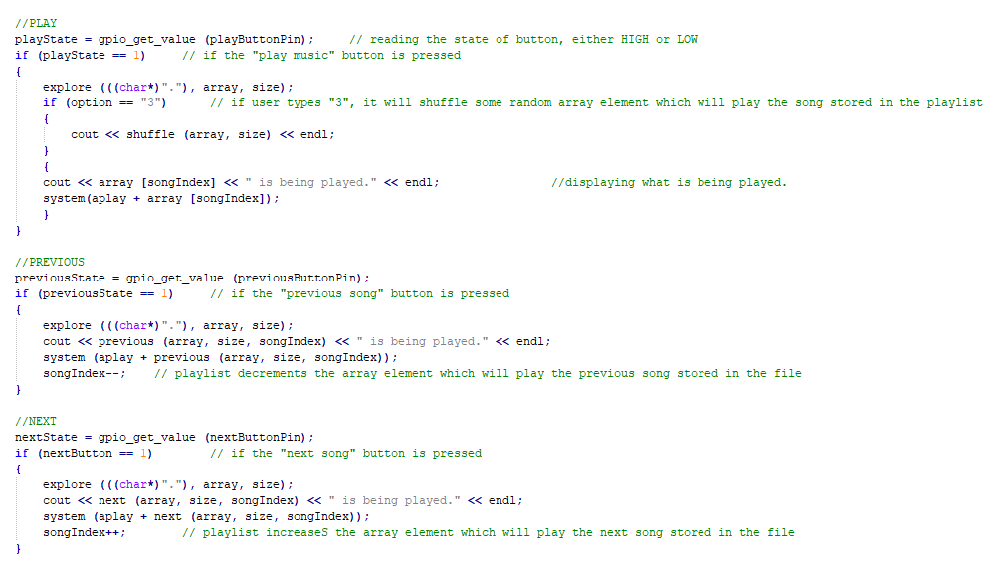 //PLAY
playState = gpio_get_value (playButtonPin);     // reading the state of button, either HIGH or LOW
if (playState == 1)     // if the "play music" button is pressed
{
    explore (((char*)"."), array, size);
    if (option == "3")      // if user types "3", it will shuffle some random array element which will play the song stored in the playlist
    {
        cout << shuffle (array, size) << endl;
    }
    {
    cout << array [songIndex] << " is being played." << endl;                //displaying what is being played.
    system(aplay + array [songIndex]);
    }
}
//PREVIOUS
previousState = gpio_get_value (previousButtonPin);
if (previousState == 1)     // if the "previous song" button is pressed
{
    explore (((char*)"."), array, size);
    cout << previous (array, size, songIndex) << " is being played." << endl;
    system (aplay + previous (array, size, songIndex));
    songIndex--;    // playlist decrements the array element which will play the previous song stored in the file
}
//NEXT
nextState = gpio_get_value (nextButtonPin);
if (nextButton == 1)        // if the "next song" button is pressed
{
    explore (((char*)"."), array, size);
    cout << next (array, size, songIndex) << " is being played." << endl;
    system (aplay + next (array, size, songIndex));
    songIndex++;        // playlist increaseS the array element which will play the next song stored in the file
}